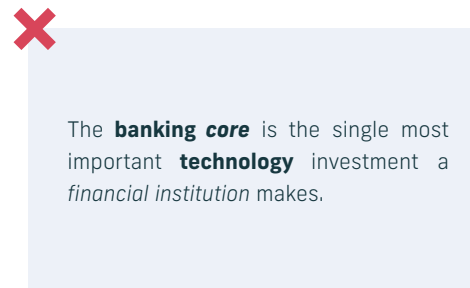 The banking core is the single most
important technology investment a
financial institution makes.